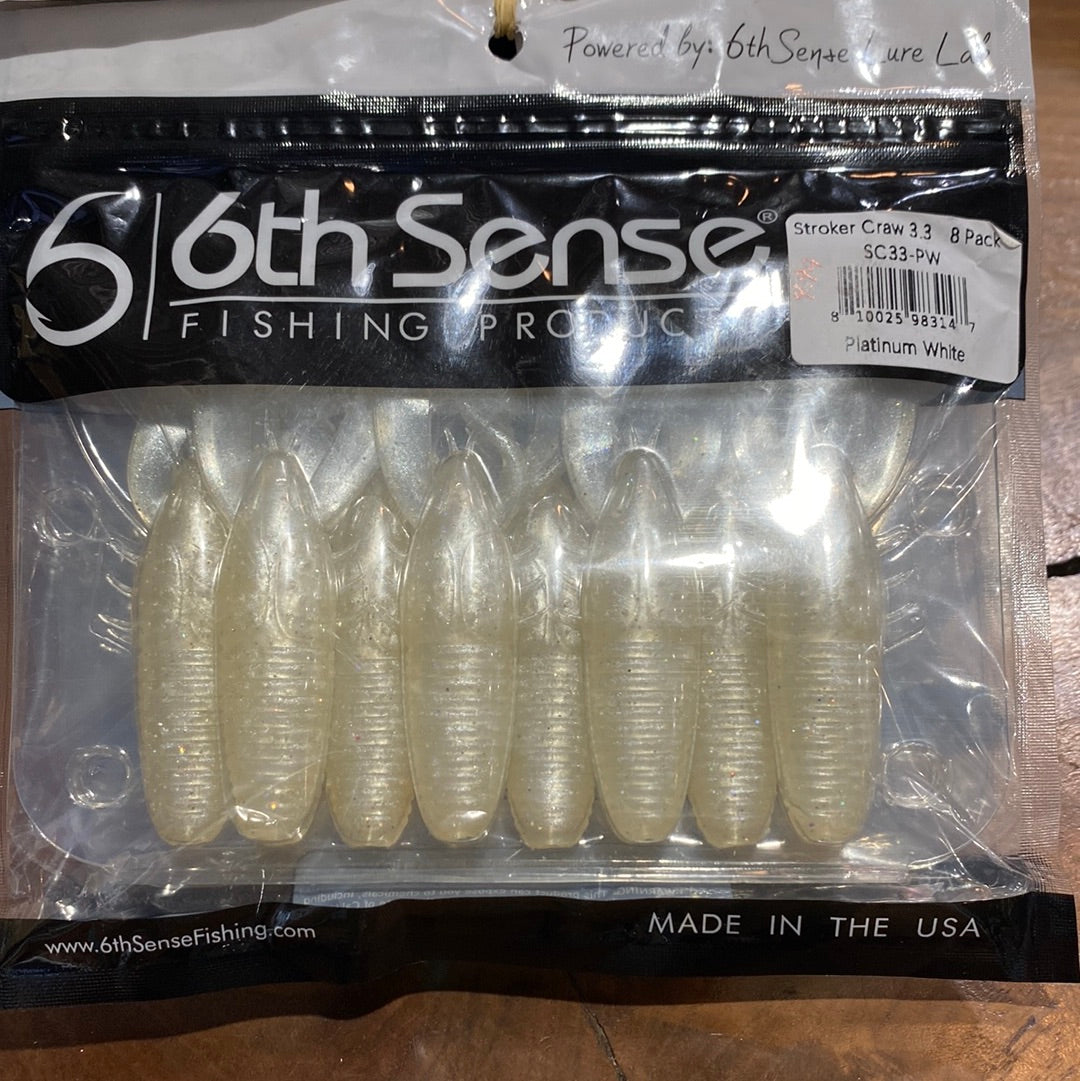 Powered by: 6th Sense Lure Lab
6th Sense®
FISHING PRODUC
Stroker Craw 3.3 8 Pack
SC33-PW
8 10025 98314 7
Platinum White
www.6thSenseFishing.com
MADE IN THE USA